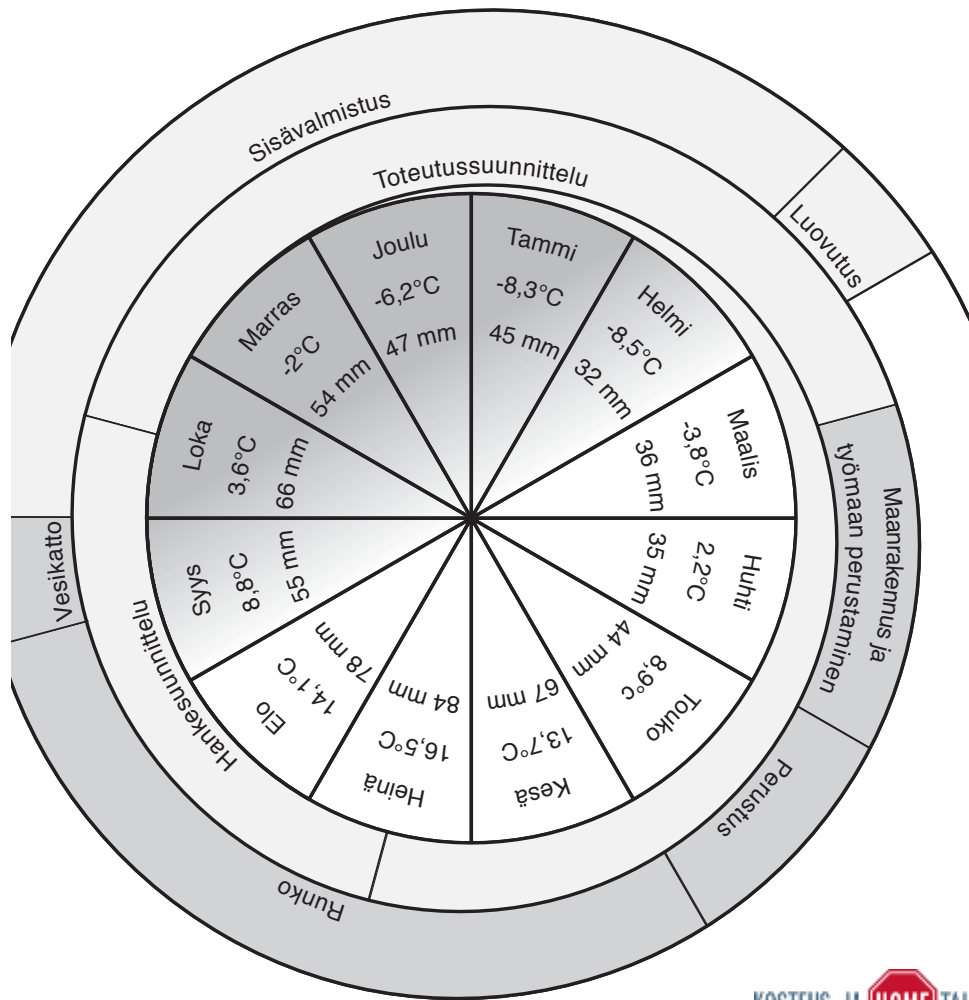 Sisävalmistus
Toteutussuunnittelu
Luovutus
Tammi
-8,3°C
45 mm
Helmi
-8,5°C
32 mm
Maalis
-3,8°C
36 mm
Huhti
2,2°C
35 mm
Touko
8,9°c
44 mm
Kesä
13,7°C
67 mm
Heinä
16,5°C
84 mm
Elo
14,1°C
78 mm
Sys
8,8°C
55 mm
Loka
3,6°C
66 mm
Marras
-2°C
54 mm
Joulu
-6,2°C
47 mm
Maanrakennus ja
työmaan perustaminen
Perustus
Runko
Hankesuunnittelu
Vesikatto
KOSTEUS- JA HOME